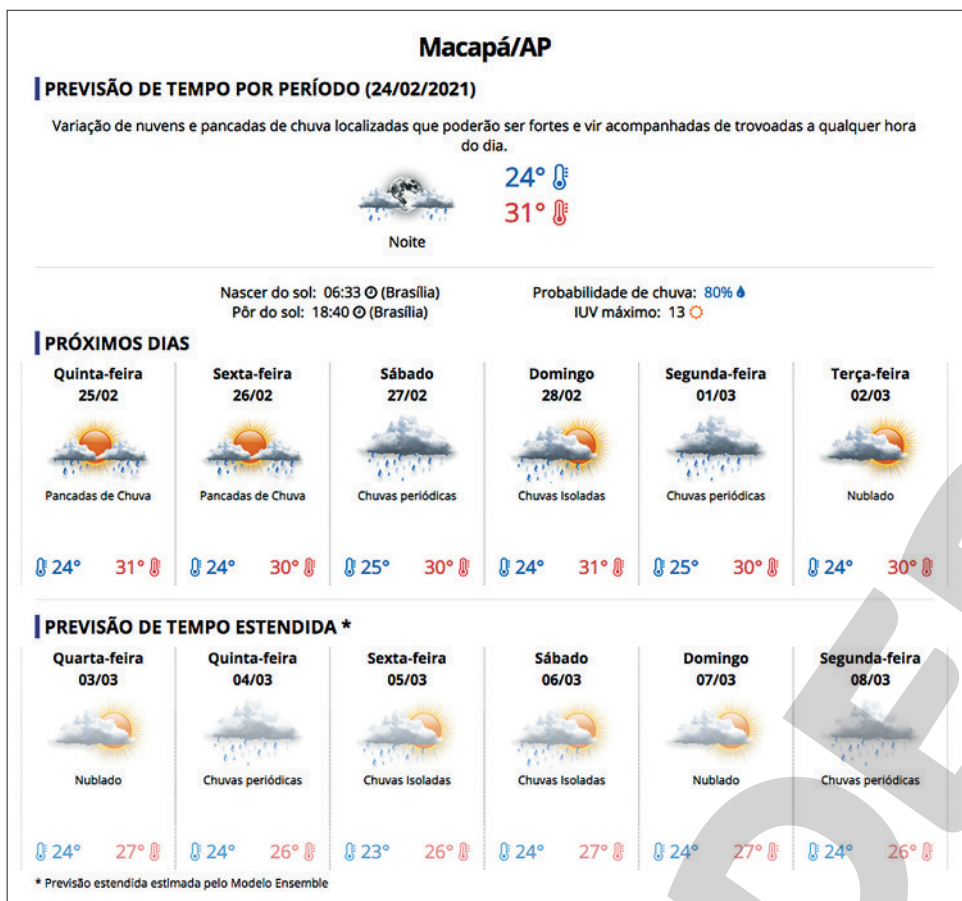 Macapá/AP
PREVISÃO DE TEMPO POR PERÍODO (24/02/2021)
Variação de nuvens e pancadas de chuva localizadas que poderão ser fortes e vir acompanhadas de trovoadas a qualquer hora
do dia.
24°
31°
Noite
Nascer do sol: 06:33 (Brasília) Probabilidade de chuva: 80%
Pôr do sol: 18:40 (Brasília) IUV máximo: 13
PRÓXIMOS DIAS
Quinta-feira Sexta-feira Sábado Domingo Segunda-feira Terça-feira
25/02 26/02 27/02 28/02 01/03 02/03
Pancadas de Chuva Pancadas de Chuva Chuvas periódicas Chuvas Isoladas Chuvas periódicas Nublado
24° 31° 24° 30° 25° 30° 24° 31° 25° 30° 24° 30°
PREVISÃO DE TEMPO ESTENDIDA *
Quarta-feira Quinta-feira Sexta-feira Sábado Domingo Segunda-feira
03/03 04/03 05/03 06/03 07/03 08/03
Nublado Chuvas periódicas Chuvas Isoladas Chuvas Isoladas Nublado Chuvas periódicas
24° 27° 24° 26° 23° 26° 24° 27° 24° 27° 24° 26°
* Previsão estendida estimada pelo Modelo Ensemble